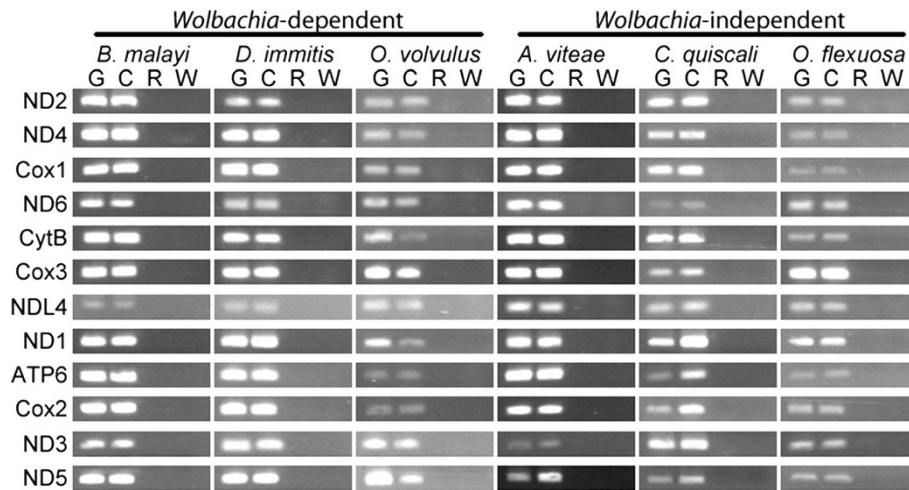 Wolbachia-dependent Wolbachia-independent
B. malayi D. immitis O. volvulus A. viteae C. quiscali O. flexuosa
G C R W G C R W G C R W G C R W G C R W G C R W
ND2
ND4
Cox1
ND6
CytB
Cox3
NDL4
ND1
ATP6
Cox2
ND3
ND5